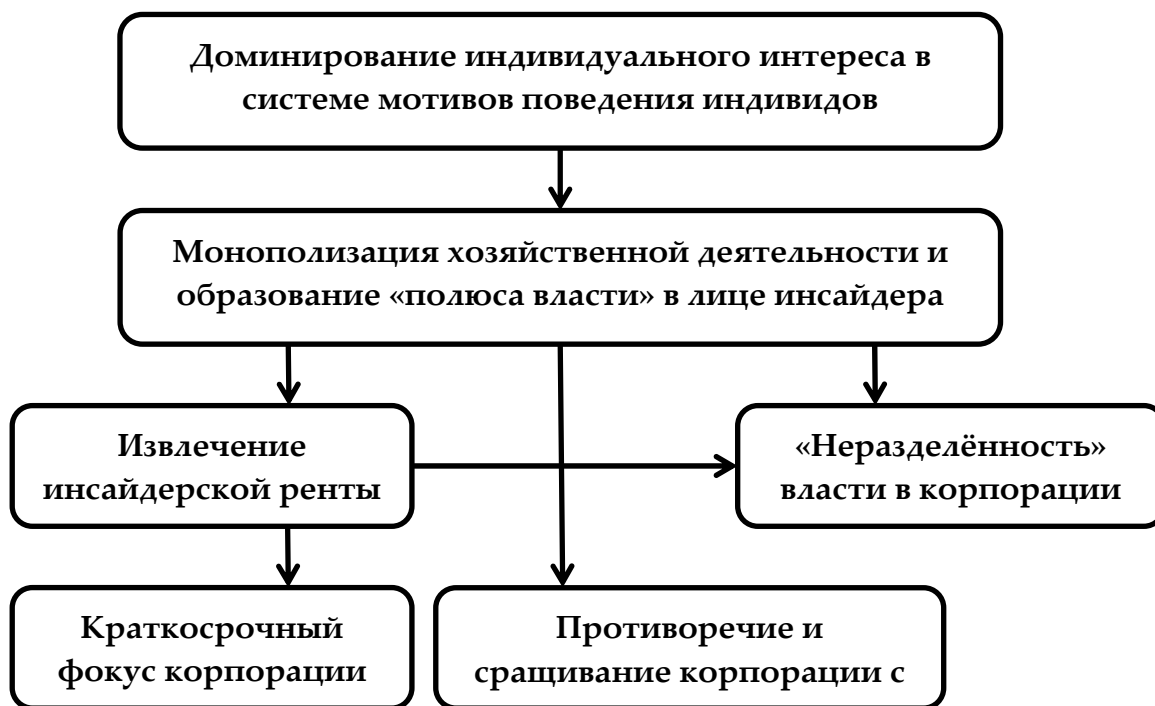 Доминирование индивидуального интереса в
системе мотивов поведения индивидов
Монополизация хозяйственной деятельности и
образование «полюса власти» в лице инсайдера
Извлечение
инсайдерской ренты
«Неразделённость»
власти в корпорации
Краткосрочный
фокус корпорации
Противоречие и
сращивание корпорации с